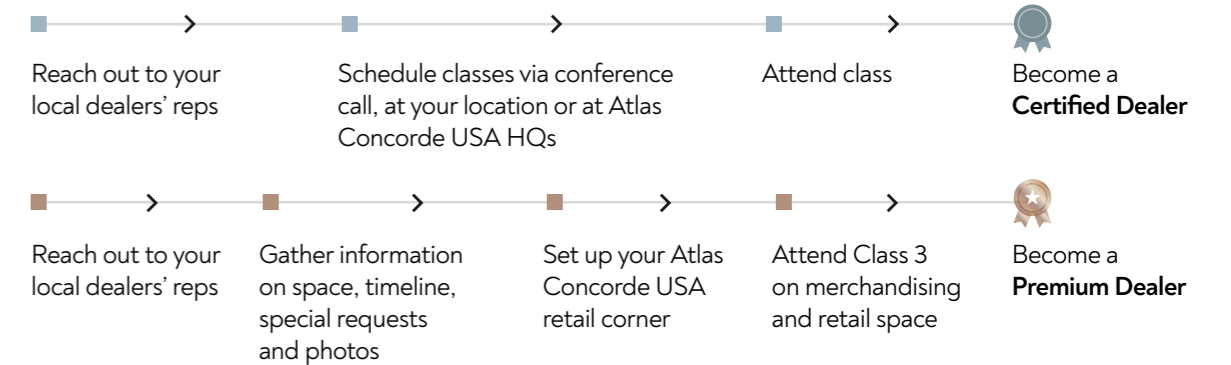 Reach out to your
local dealers’ reps
Schedule classes via conference
call, at your location or at Atlas
Concorde USA HQs
Attend class
Become a
Certified Dealer
Reach out to your
local dealers’ reps
Gather information
on space, timeline,
special requests
and photos
Set up your Atlas
Concorde USA
retail corner
Attend Class 3
on merchandising
and retail space
Become a
Premium Dealer